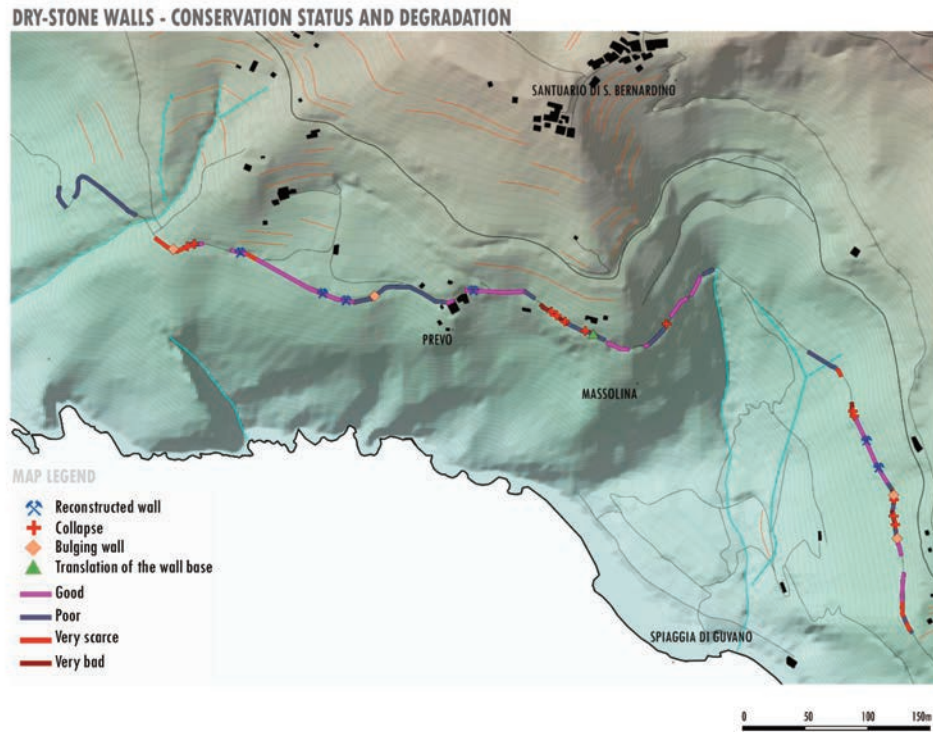 DRY-STONE WALLS - CONSERVATION STATUS AND DEGRADATION
SANTUARIO DI S. BERNARDINO
PREVO
MASSOLINA
SPIAGGIA DI GUVANO
MAP LEGEND
Reconstructed wall
Collapse
Bulging wall
Translation of the wall base
Good
Poor
Very scarce
Very bad
0 50 100 150m